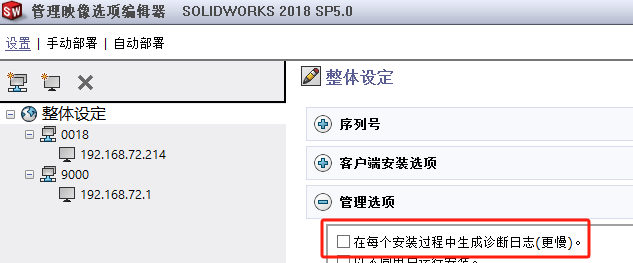 SW 管理映像选项编辑器 SOLIDWORKS 2018 SP5.0
设置 | 手动部署 | 自动部署
整体设定
0018
192.168.72.214
9000
192.168.72.1
整体设定
序列号
客户端安装选项
管理选项
在每个安装过程中生成诊断日志(更慢)。